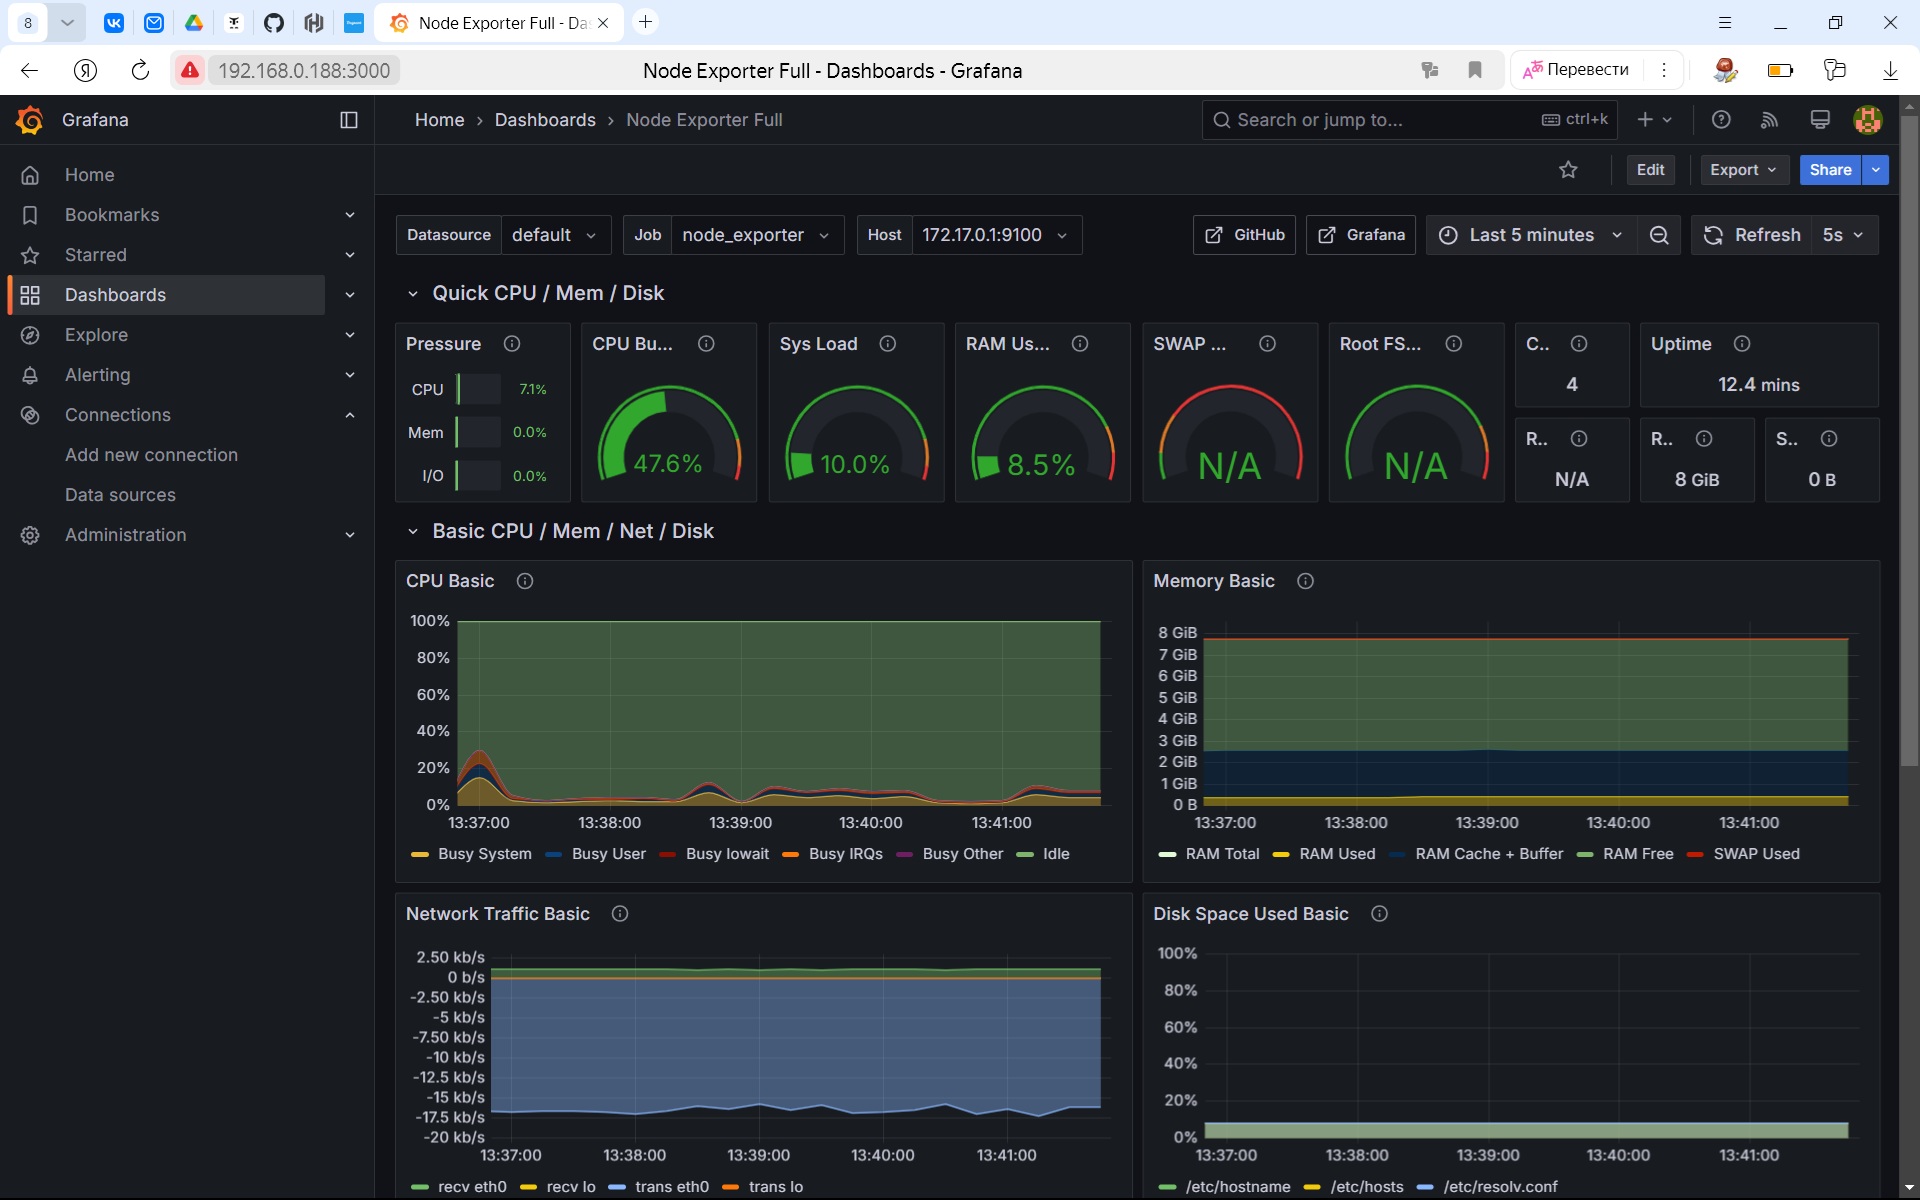 8
Node Exporter Full - Da
192.168.0.188:3000
Node Exporter Full - Dashboards - Grafana
Перевести
Grafana
Home › Dashboards › Node Exporter Full
Search or jump to...
ctrl+k
Home
Bookmarks
Starred
Dashboards
Explore
Alerting
Connections
Add new connection
Data sources
Administration
Edit
Export
Share
Datasource default
Job node_exporter
Host 172.17.0.1:9100
GitHub
Grafana
Last 5 minutes
Refresh 5s
Quick CPU / Mem / Disk
Pressure
CPU 7.1%
Mem 0.0%
I/O 0.0%
CPU Bu...
47.6%
Sys Load
10.0%
RAM Us...
8.5%
SWAP ...
N/A
Root FS...
N/A
C..
4
Uptime
12.4 mins
R..
N/A
R..
8 GiB
S..
0 B
Basic CPU / Mem / Net / Disk
CPU Basic
100%
80%
60%
40%
20%
0%
13:37:00 13:38:00 13:39:00 13:40:00 13:41:00
Busy System Busy User Busy Iowait Busy IRQs Busy Other Idle
Memory Basic
8 GiB
7 GiB
6 GiB
5 GiB
4 GiB
3 GiB
2 GiB
1 GiB
0 B
13:37:00 13:38:00 13:39:00 13:40:00 13:41:00
RAM Total RAM Used RAM Cache + Buffer RAM Free SWAP Used
Network Traffic Basic
2.50 kb/s
0 b/s
-2.50 kb/s
-5 kb/s
-7.50 kb/s
-10 kb/s
-12.5 kb/s
-15 kb/s
-17.5 kb/s
-20 kb/s
13:37:00 13:38:00 13:39:00 13:40:00 13:41:00
recv eth0 recv lo trans eth0 trans lo
Disk Space Used Basic
100%
80%
60%
40%
20%
0%
13:37:00 13:38:00 13:39:00 13:40:00 13:41:00
/etc/hostname /etc/hosts /etc/resolv.conf